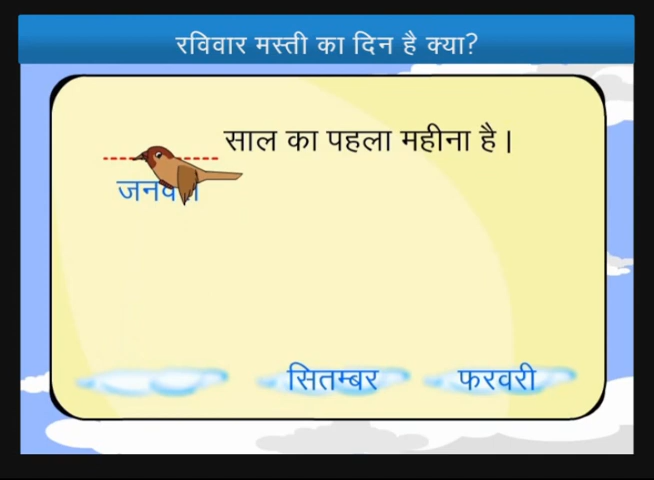 रविवार मस्ती का दिन है क्या?
साल का पहला महीना है।
सितम्बर फरवरी